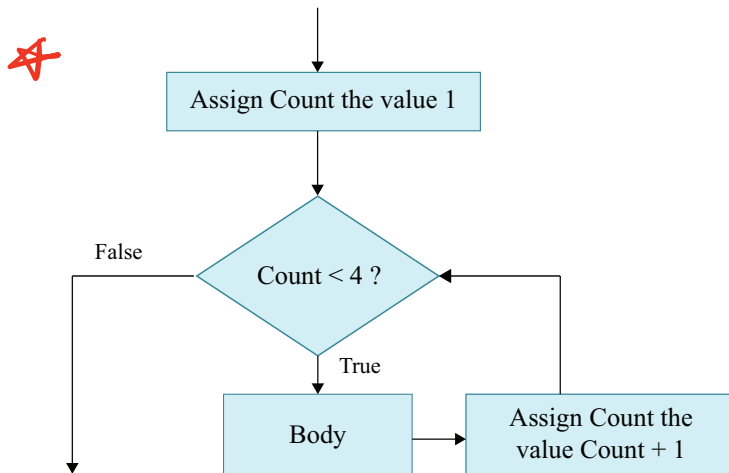 Assign Count the value 1
False
Count < 4 ?
True
Body
Assign Count the
value Count + 1